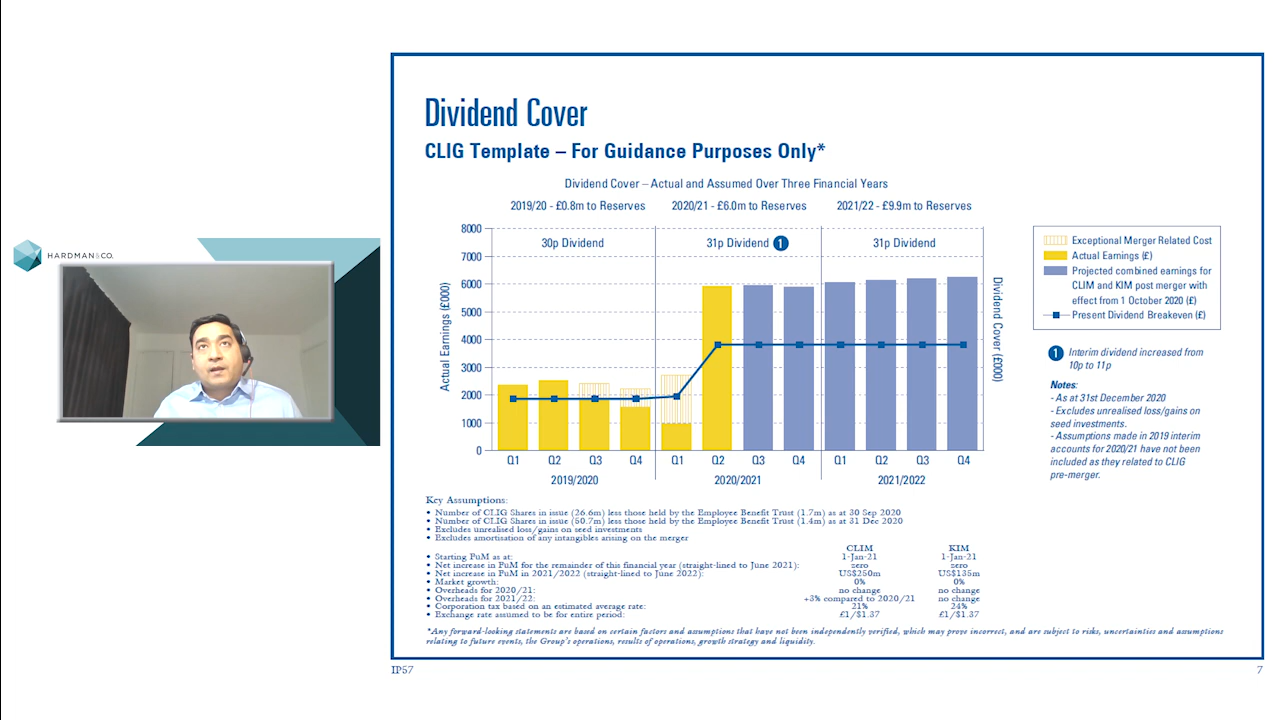 HARDMAN&CO.
Dividend Cover
CLIG Template – For Guidance Purposes Only*
Dividend Cover – Actual and Assumed Over Three Financial Years
2019/20 - £0.8m to Reserves 2020/21 - £6.0m to Reserves 2021/22 - £9.9m to Reserves
30p Dividend 31p Dividend 1 31p Dividend
8000
7000
6000
5000
4000
3000
2000
1000
0
Actual Earnings (£000)
Dividend Cover (£000)
Q1 Q2 Q3 Q4 Q1 Q2 Q3 Q4 Q1 Q2 Q3 Q4
2019/2020 2020/2021 2021/2022
Exceptional Merger Related Cost
Actual Earnings (£)
Projected combined earnings for
CLIM and KIM post merger with
effect from 1 October 2020 (£)
Present Dividend Breakeven (£)
1 Interim dividend increased from
10p to 11p
Notes:
- As at 31st December 2020
- Excludes unrealised loss/gains on
seed investments.
- Assumptions made in 2019 interim
accounts for 2020/21 have not been
included as they related to CLIG
pre-merger.
Key Assumptions:
• Number of CLIG Shares in issue (26.6m) less those held by the Employee Benefit Trust (1.7m) as at 30 Sep 2020
• Number of CLIG Shares in issue (50.7m) less those held by the Employee Benefit Trust (1.4m) as at 31 Dec 2020
• Excludes unrealised loss/gains on seed investments
• Excludes amortisation of any intangibles arising on the merger
CLIM KIM
• Starting FuM as at: 1-Jan-21 1-Jan-21
• Net increase in FuM for the remainder of this financial year (straight-lined to June 2021): zero zero
• Net increase in FuM in 2021/2022 (straight-lined to June 2022): US$250m US$135m
• Market growth: 0% 0%
• Overheads for 2020/21: no change no change
• Overheads for 2021/22: +3% compared to 2020/21 no change
• Corporation tax based on an estimated average rate: 21% 24%
• Exchange rate assumed to be for entire period: £1/$1.37 £1/$1.37
*Any forward-looking statements are based on certain factors and assumptions that have not been independently verified, which may prove incorrect, and are subject to risks, uncertainties and assumptions
relating to future events, the Group's operations, results of operations, growth strategy and liquidity.
IP57 7